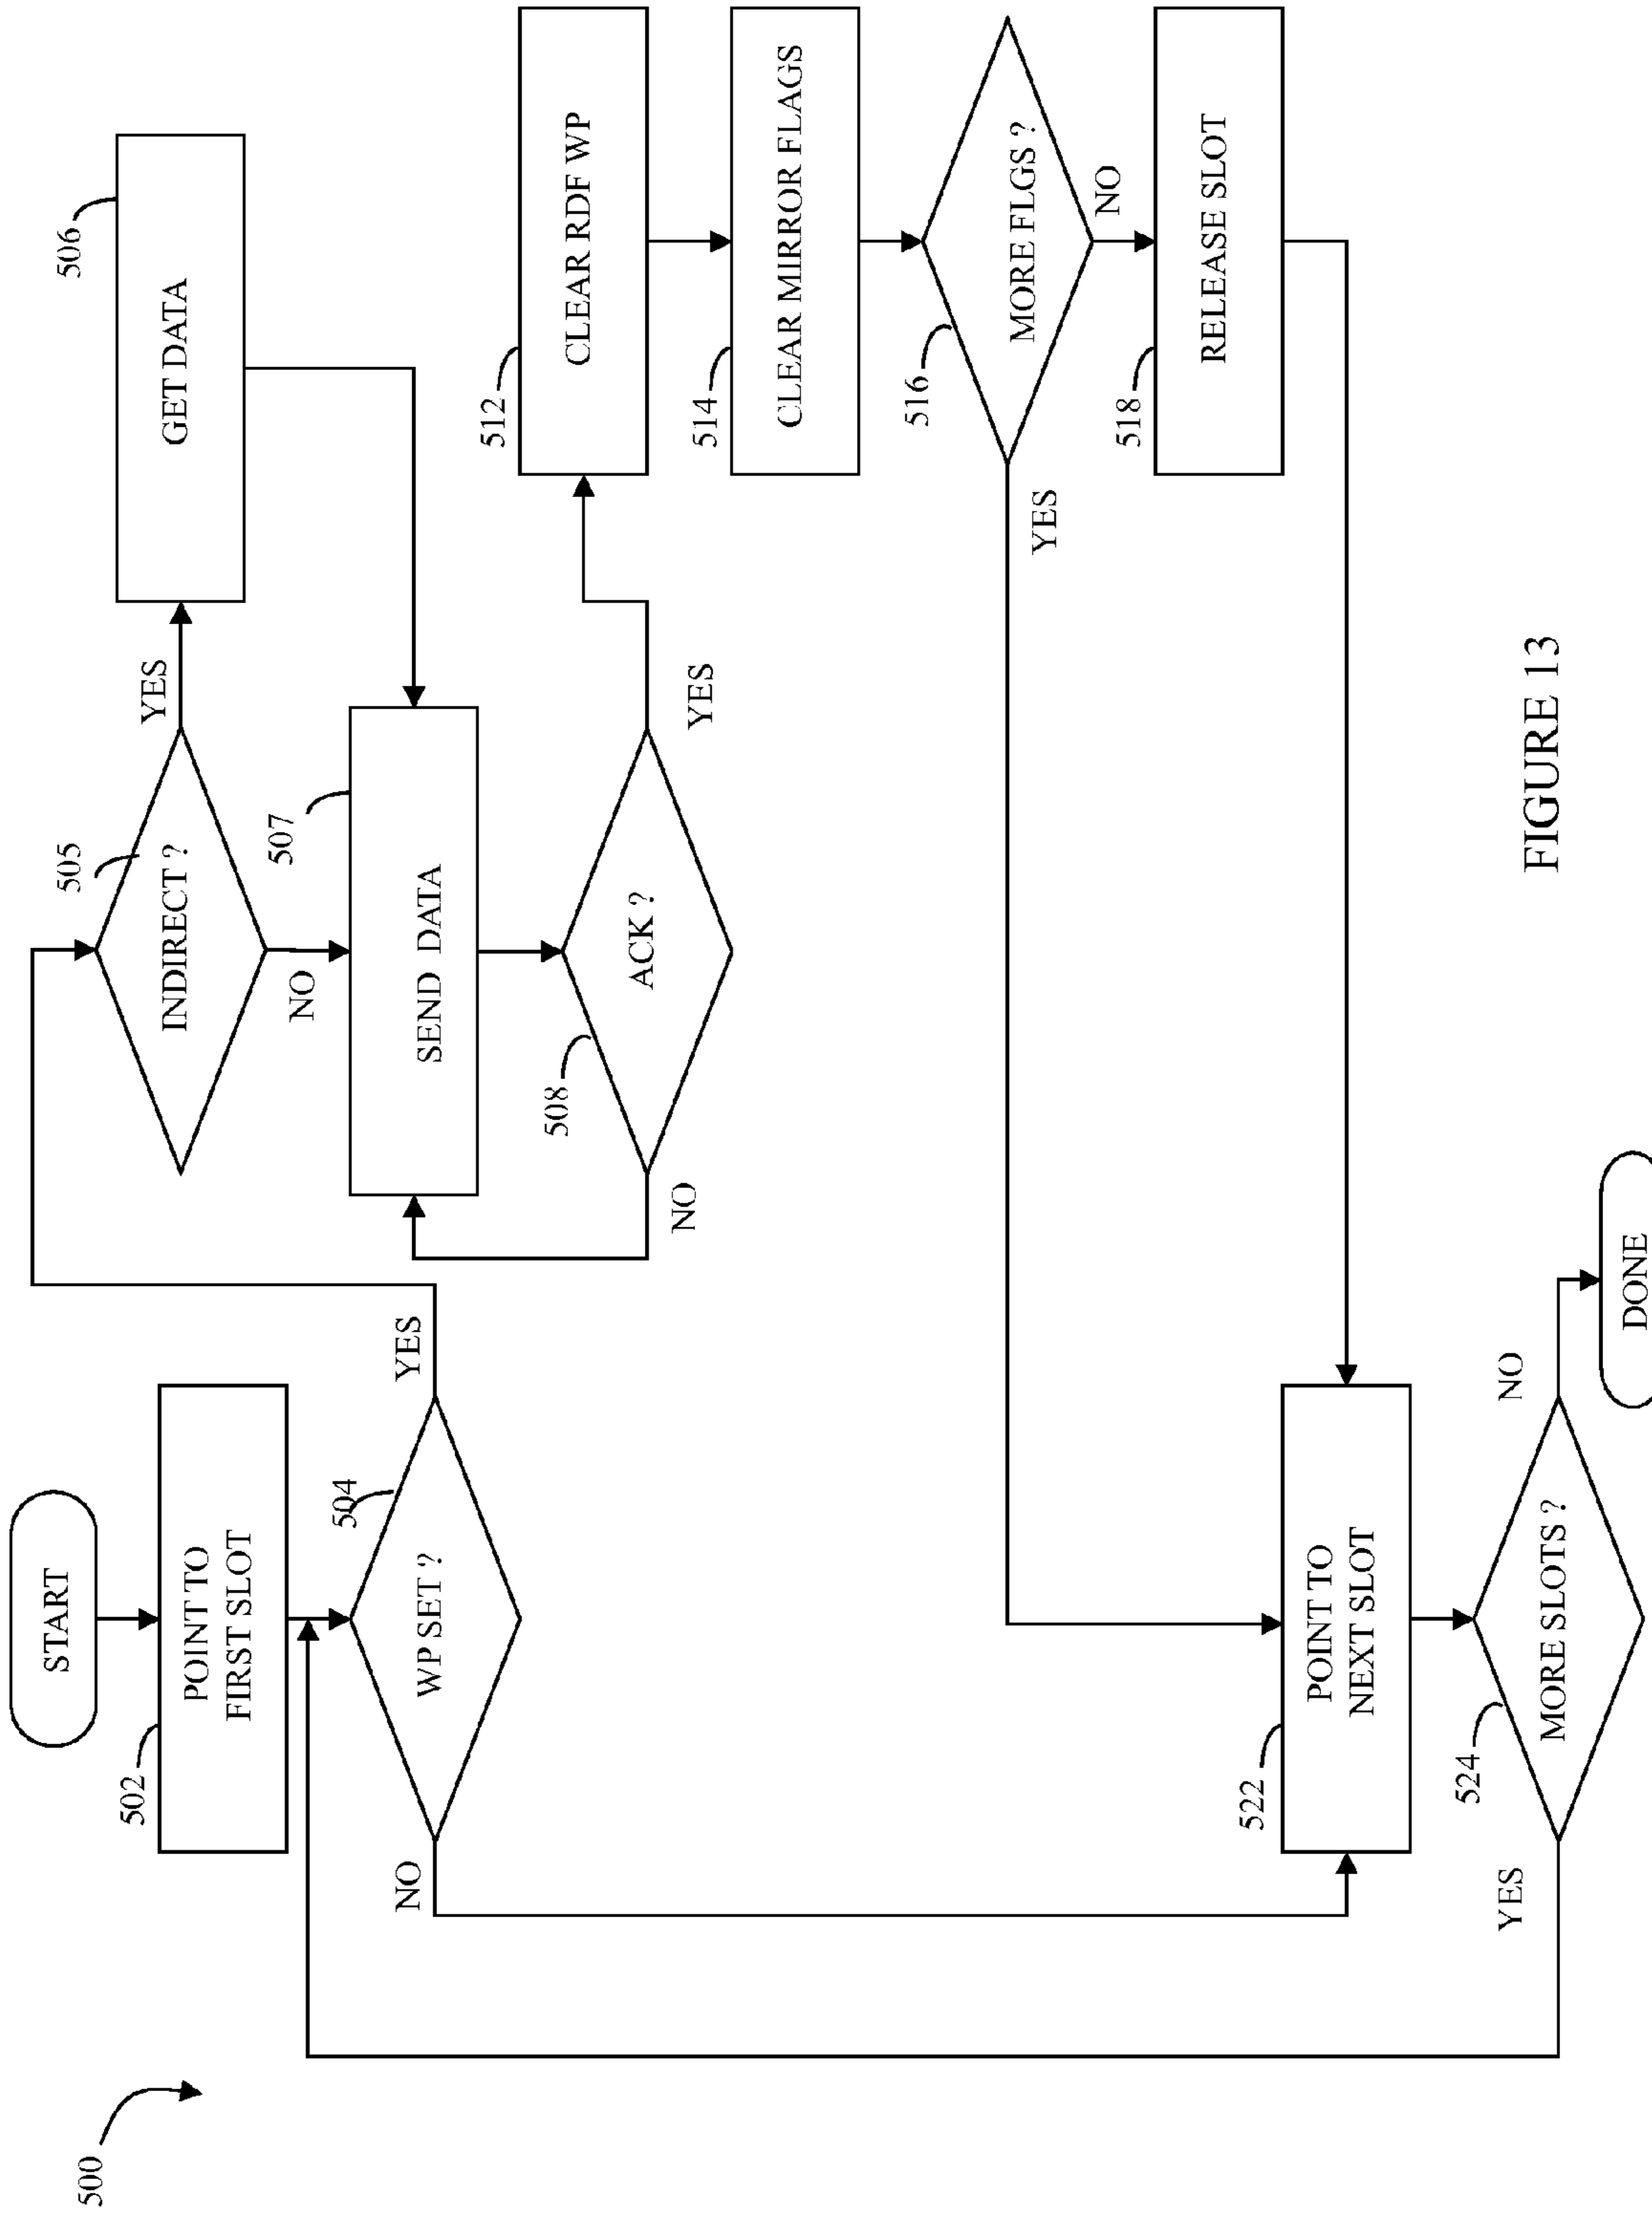 500
START
502
POINT TO
FIRST SLOT
504
WP SET ?
YES
NO
505
INDIRECT ?
YES
NO
506
GET DATA
507
SEND DATA
508
ACK ?
NO
YES
512
CLEAR RDF WP
514
CLEAR MIRROR FLAGS
516
MORE FLGS ?
YES
NO
518
RELEASE SLOT
522
POINT TO
NEXT SLOT
524
MORE SLOTS ?
YES
NO
DONE
FIGURE 13